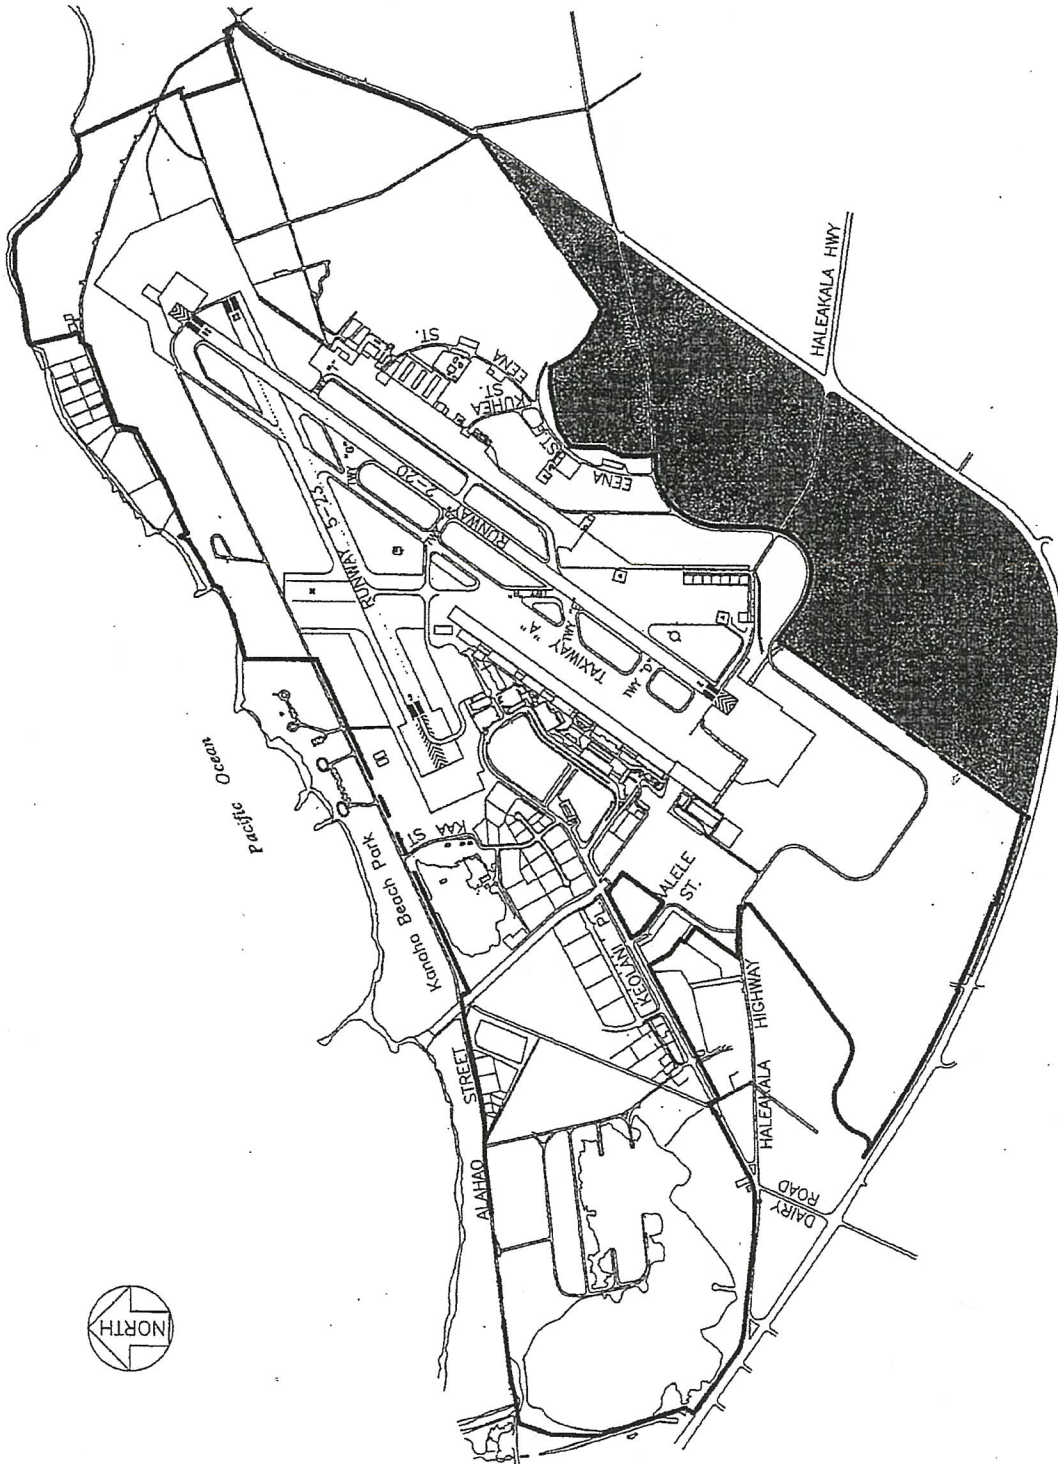 HALEAKALA HWY
EENA
ST.
KUHEA
ST.
EENA
ST.
RUNWAY 5-23
RUNWAY 2-20
TAXIWAY "A"
TWY "D"
Pacific Ocean
Kanaha Beach Park
KAA
ST
ALELE
ST.
KEOLANI PL
HALEAKALA HIGHWAY
ALAHAO STREET
DAIRY
ROAD
NORTH